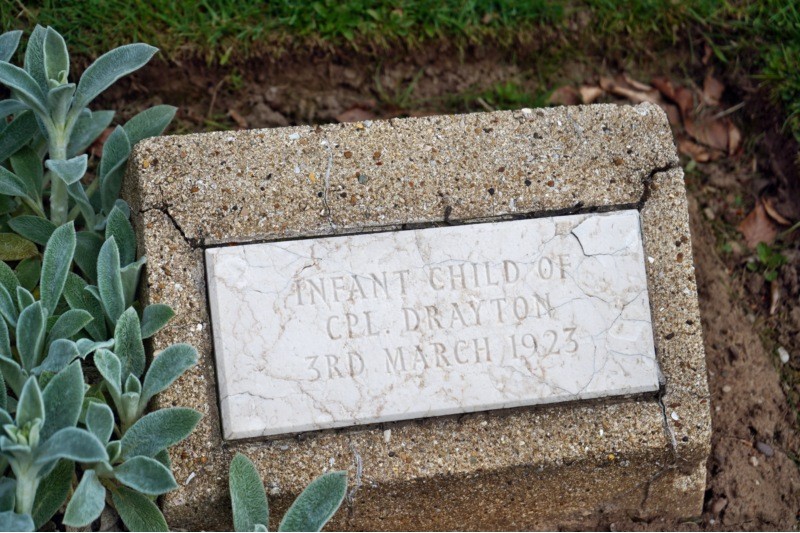 INFANT CHILD OF
CPL. DRAYTON
3RD MARCH 1923